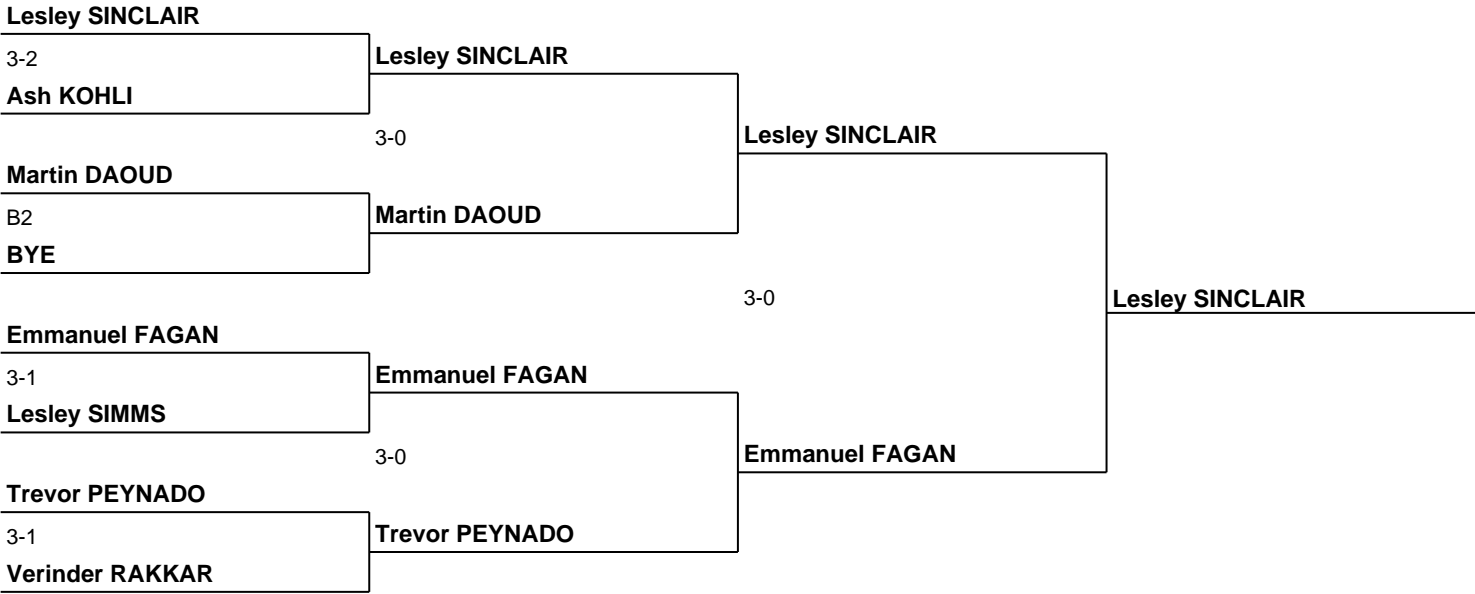 Lesley SINCLAIR
3-2
Ash KOHLI
Martin DAOUD
B2
BYE
Emmanuel FAGAN
3-1
Lesley SIMMS
Trevor PEYNADO
3-1
Verinder RAKKAR
Lesley SINCLAIR
3-0
Martin DAOUD
Emmanuel FAGAN
3-0
Trevor PEYNADO
Lesley SINCLAIR
3-0
Emmanuel FAGAN
Lesley SINCLAIR